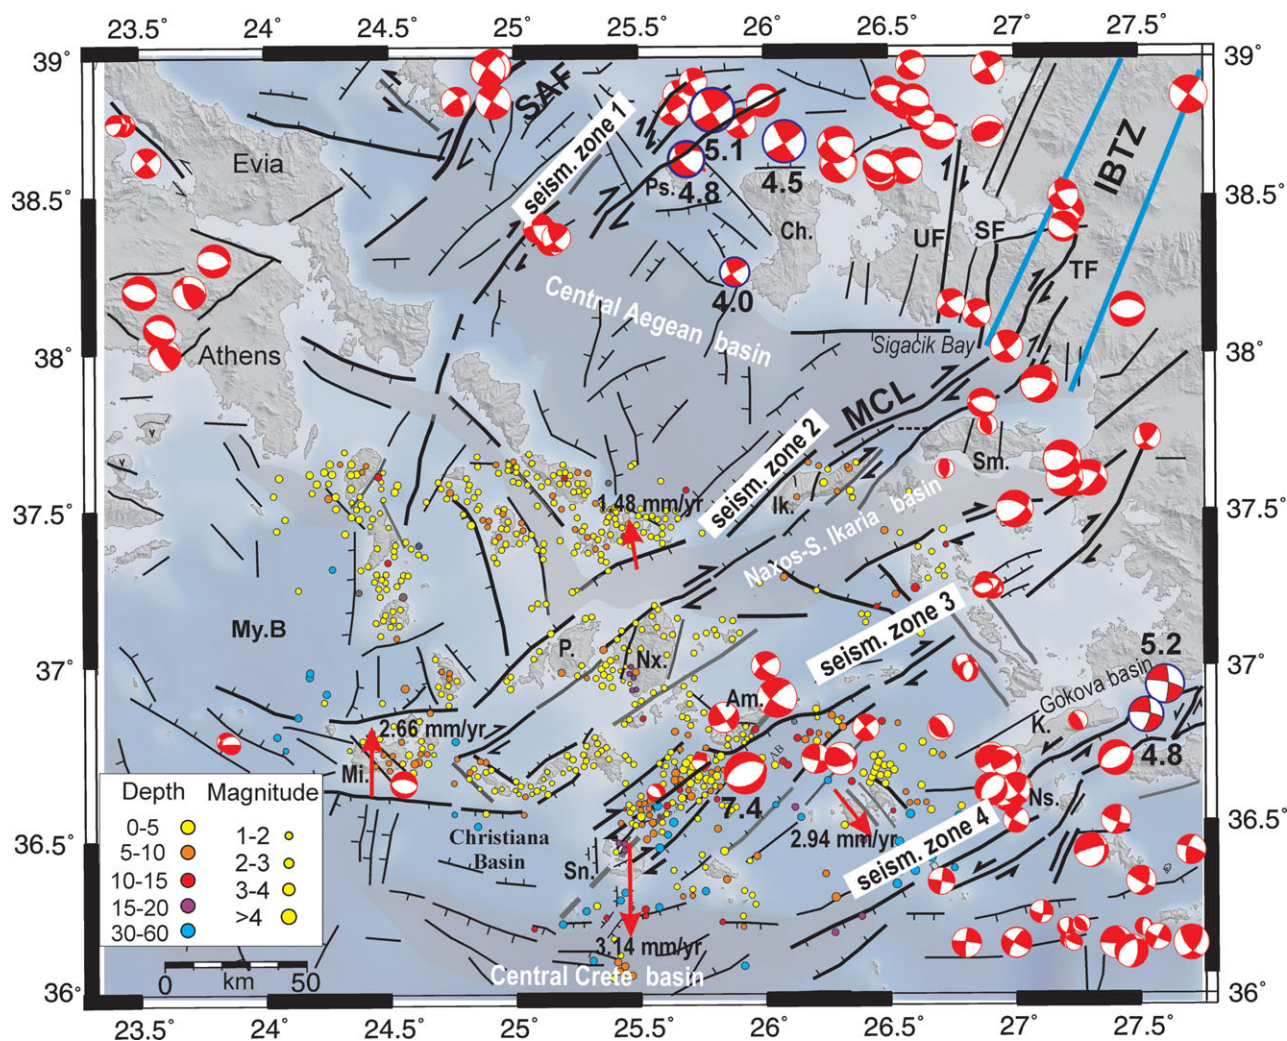 23.5° 24° 24.5° 25° 25.5° 26° 26.5° 27° 27.5°
39° 39°
SAF
seism. zone 1
5.1
4.8
4.5
IBTZ
Evia
Ps.
38.5° 38.5°
Ch.
UF
SF
TF
4.0
Central Aegean basin
Sigacik Bay
38° 38°
Athens
MCL
seism. zone 2
Sm.
Ik.
1.48 mm/yr
37.5° 37.5°
Naxos-S. Ikaria basin
My.B
P.
Nx.
seism. zone 3
5.2
37° 37°
Gokova basin
Am.
K.
2.66 mm/yr
4.8
AB
Mi.
7.4
Ns.
Depth Magnitude
0-5
5-10
10-15
15-20
30-60
1-2
2-3
3-4
>4
Christiana
Basin
2.94 mm/yr
36.5° 36.5°
seism. zone 4
Sn.
3.14 mm/yr
Central Crete basin
0 km 50
36° 36°
23.5° 24° 24.5° 25° 25.5° 26° 26.5° 27° 27.5°